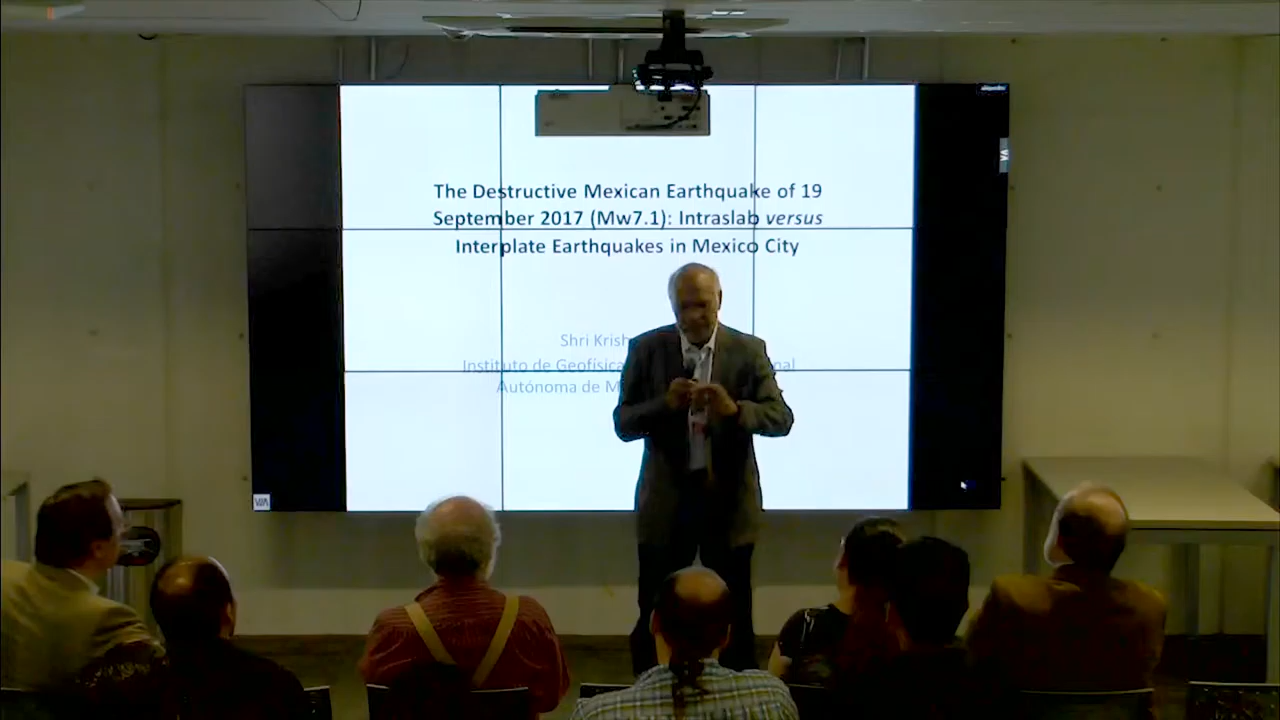 The Destructive Mexican Earthquake of 19
September 2017 (Mw7.1): Intraslab versus
Interplate Earthquakes in Mexico City
Shri Krish
Instituto de Geofísica nal
Autónoma de M